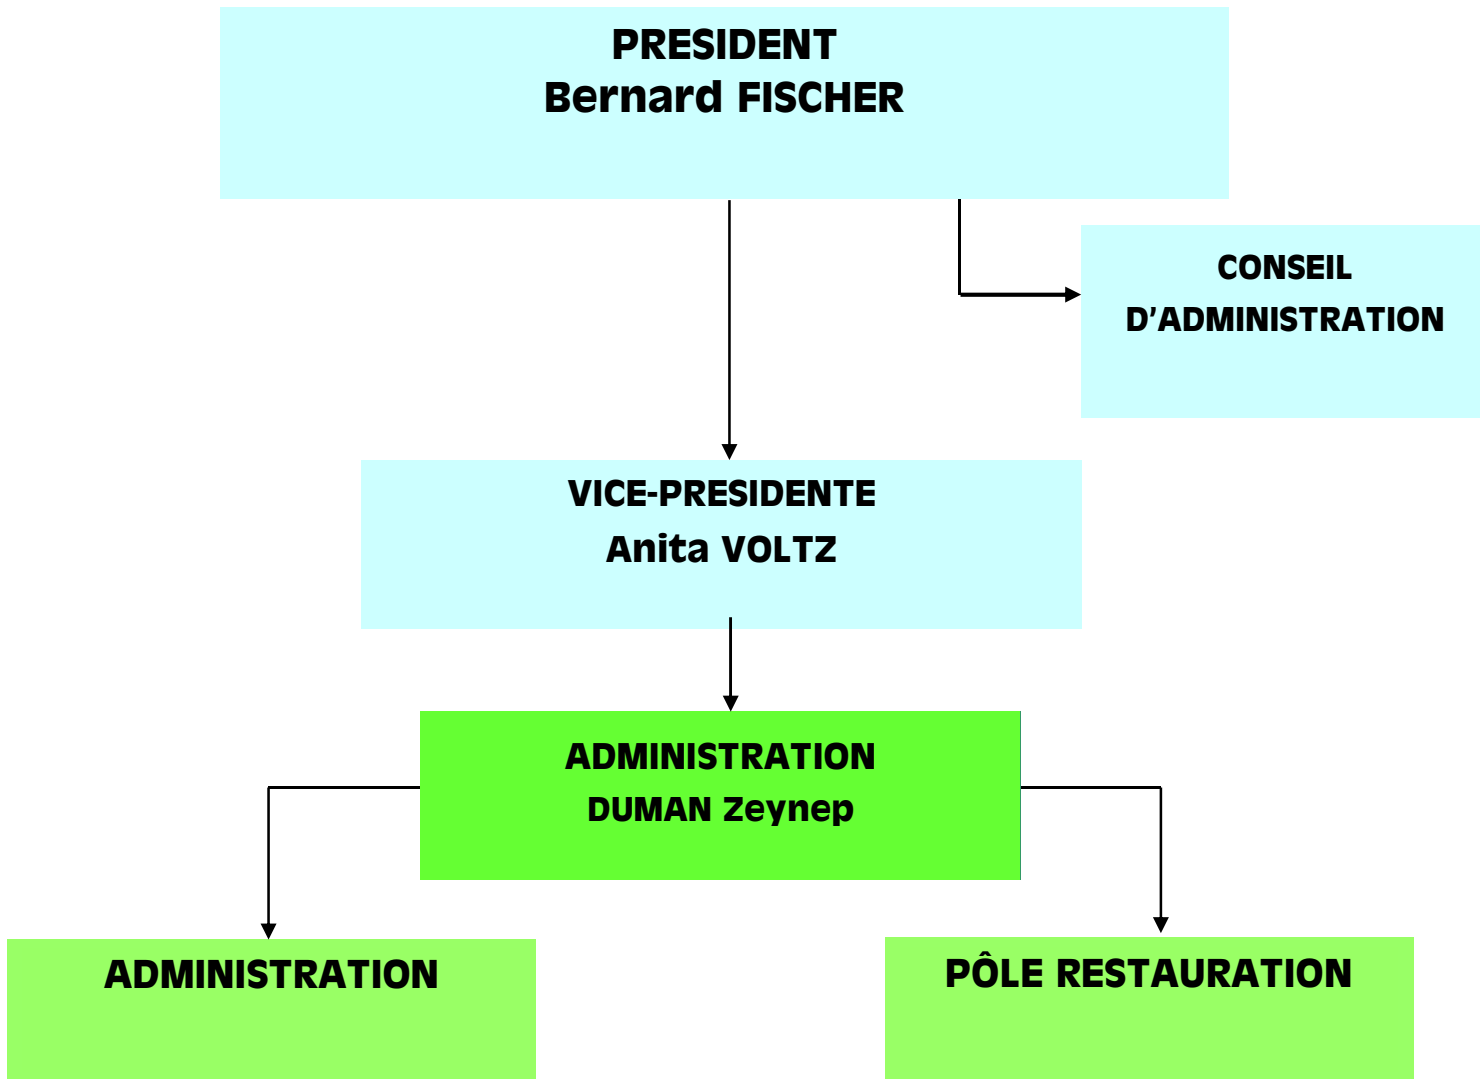 PRESIDENT
Bernard FISCHER
CONSEIL
D’ADMINISTRATION
VICE-PRESIDENTE
Anita VOLTZ
ADMINISTRATION
DUMAN Zeynep
ADMINISTRATION
PÔLE RESTAURATION